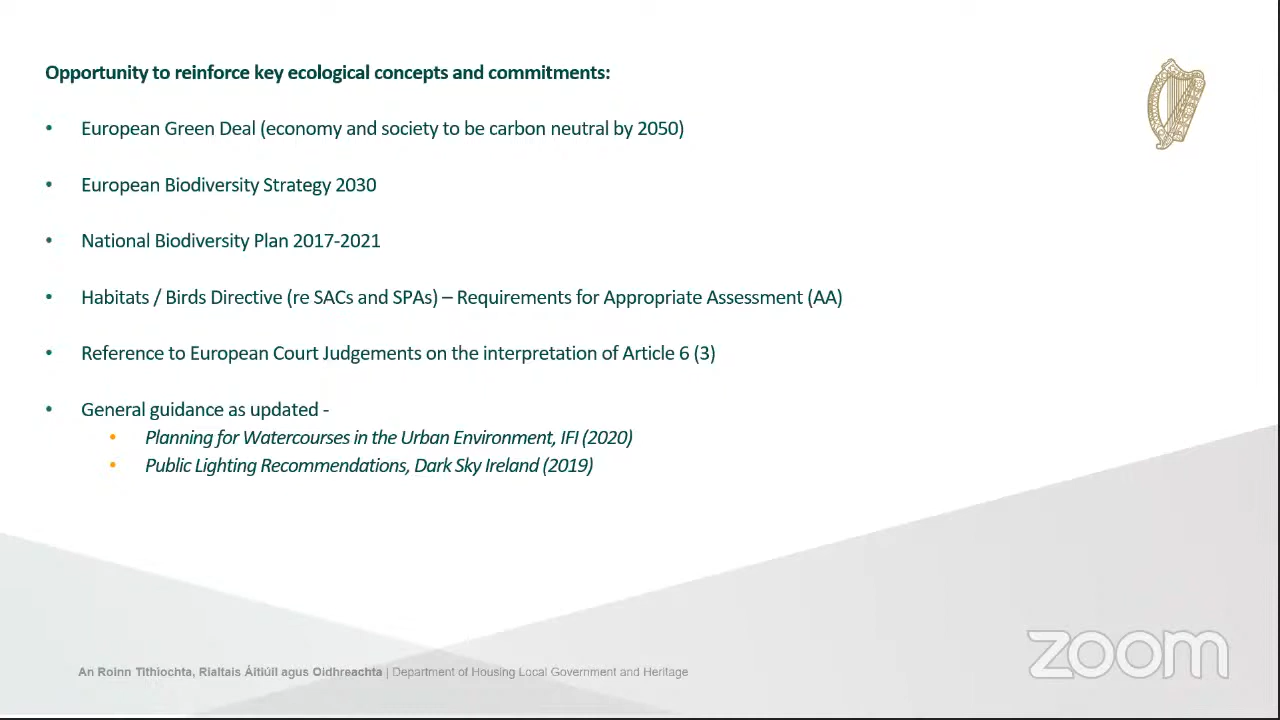 Opportunity to reinforce key ecological concepts and commitments:
• European Green Deal (economy and society to be carbon neutral by 2050)
• European Biodiversity Strategy 2030
• National Biodiversity Plan 2017-2021
• Habitats / Birds Directive (re SACs and SPAs) – Requirements for Appropriate Assessment (AA)
• Reference to European Court Judgements on the interpretation of Article 6 (3)
• General guidance as updated -
• Planning for Watercourses in the Urban Environment, IFI (2020)
• Public Lighting Recommendations, Dark Sky Ireland (2019)
An Roinn Tithíochta, Rialtais Áitiúil agus Oidhreachta | Department of Housing Local Government and Heritage
zoom